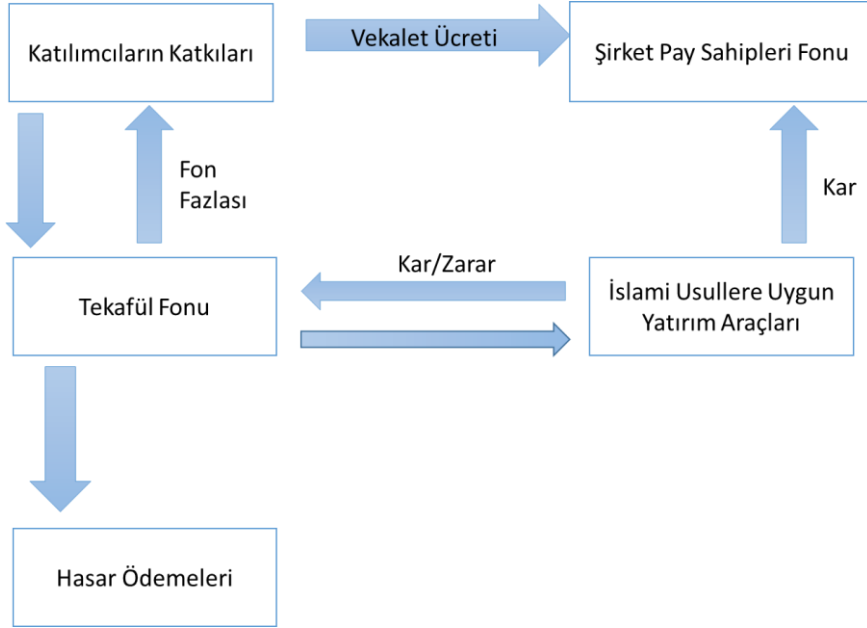 Katılımcıların Katkıları
Vekalet Ücreti
Şirket Pay Sahipleri Fonu
Fon
Fazlası
Kar
Tekafül Fonu
Kar/Zarar
İslami Usullere Uygun
Yatırım Araçları
Hasar Ödemeleri